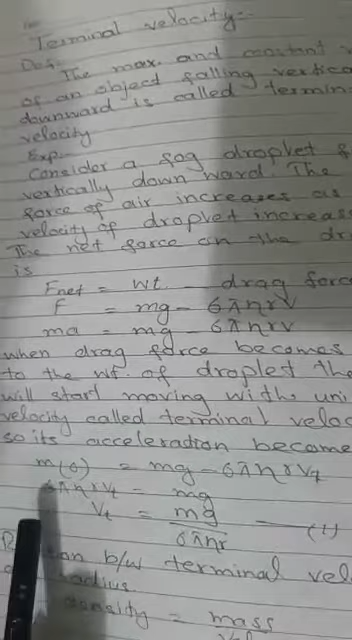 Terminal velocity:-
Def:-
The max. and constant v
of an object falling vertica
downward is called termin
velocity
Exp:-
Consider a fog droplet f
vertically downward. The
force of air increases as
velocity of droplet increas
The net force on the dr
is
Fnet = wt - drag force
F = mg - 6πηrv
ma = mg - 6πηrv
when drag force becomes
to the wt. of droplet the
will start moving with uni
velocity called terminal veloc
so its acceleration become
m(0) = mg - 6πηrvt
6πηrvt = mg
vt = mg/6πηr — (1)
b/w terminal vel
radius
density = mass